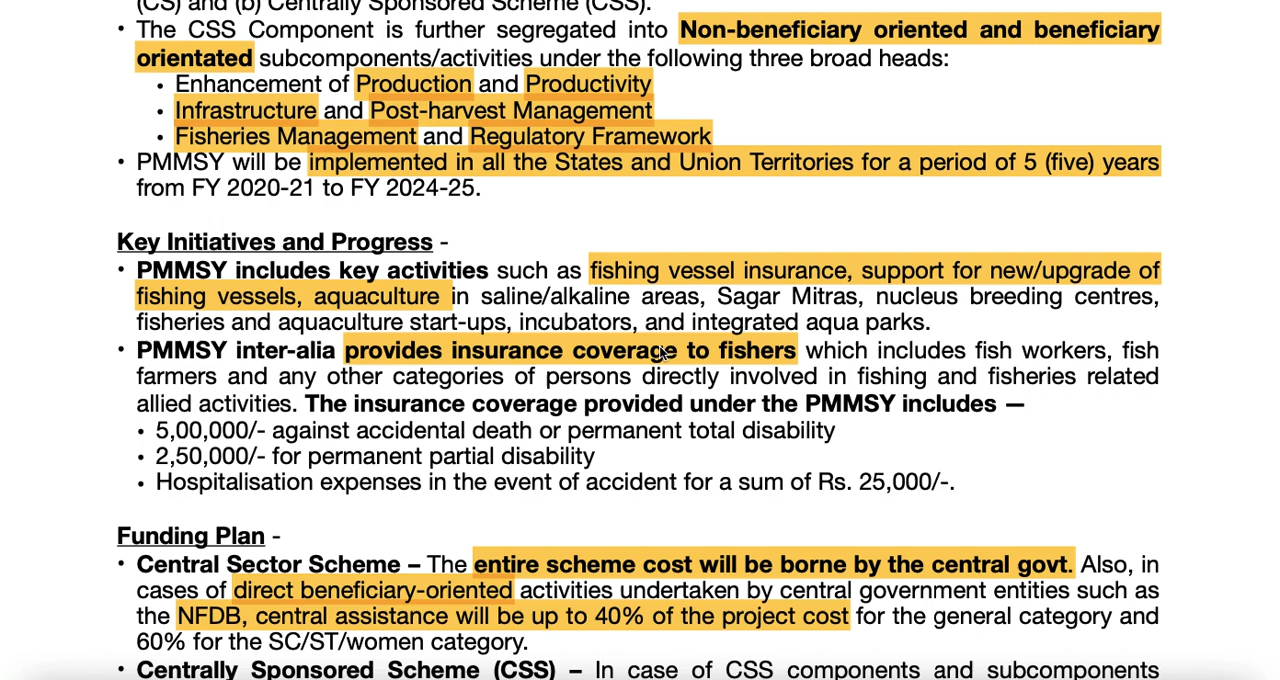 (CS) and (b) Centrally Sponsored Scheme (CSS).
• The CSS Component is further segregated into Non-beneficiary oriented and beneficiary
orientated subcomponents/activities under the following three broad heads:
• Enhancement of Production and Productivity
• Infrastructure and Post-harvest Management
• Fisheries Management and Regulatory Framework
• PMMSY will be implemented in all the States and Union Territories for a period of 5 (five) years
from FY 2020-21 to FY 2024-25.
Key Initiatives and Progress -
• PMMSY includes key activities such as fishing vessel insurance, support for new/upgrade of
fishing vessels, aquaculture in saline/alkaline areas, Sagar Mitras, nucleus breeding centres,
fisheries and aquaculture start-ups, incubators, and integrated aqua parks.
• PMMSY inter-alia provides insurance coverage to fishers which includes fish workers, fish
farmers and any other categories of persons directly involved in fishing and fisheries related
allied activities. The insurance coverage provided under the PMMSY includes —
• 5,00,000/- against accidental death or permanent total disability
• 2,50,000/- for permanent partial disability
• Hospitalisation expenses in the event of accident for a sum of Rs. 25,000/-.
Funding Plan -
• Central Sector Scheme – The entire scheme cost will be borne by the central govt. Also, in
cases of direct beneficiary-oriented activities undertaken by central government entities such as
the NFDB, central assistance will be up to 40% of the project cost for the general category and
60% for the SC/ST/women category.
• Centrally Sponsored Scheme (CSS) – In case of CSS components and subcomponents